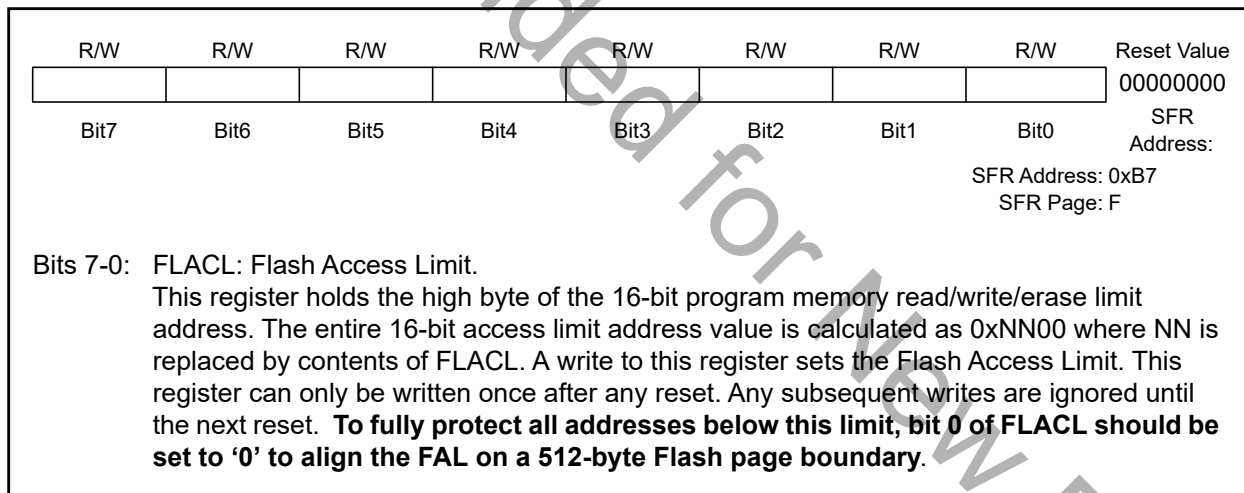 R/W R/W R/W R/W R/W R/W R/W R/W Reset Value
00000000
Bit7 Bit6 Bit5 Bit4 Bit3 Bit2 Bit1 Bit0 SFR
Address:
SFR Address: 0xB7
SFR Page: F
Bits 7-0: FLACL: Flash Access Limit.
This register holds the high byte of the 16-bit program memory read/write/erase limit
address. The entire 16-bit access limit address value is calculated as 0xNN00 where NN is
replaced by contents of FLACL. A write to this register sets the Flash Access Limit. This
register can only be written once after any reset. Any subsequent writes are ignored until
the next reset. To fully protect all addresses below this limit, bit 0 of FLACL should be
set to ‘0’ to align the FAL on a 512-byte Flash page boundary.
for New